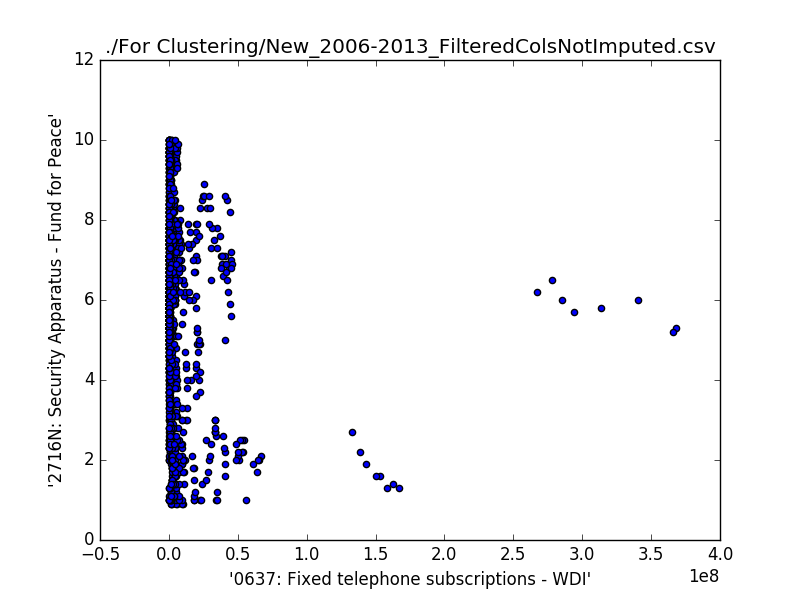 ./For Clustering/New_2006-2013_FilteredColsNotImputed.csv
12
10
8
6
4
2
0
'2716N: Security Apparatus - Fund for Peace'
−0.5 0.0 0.5 1.0 1.5 2.0 2.5 3.0 3.5 4.0
1e8
'0637: Fixed telephone subscriptions - WDI'